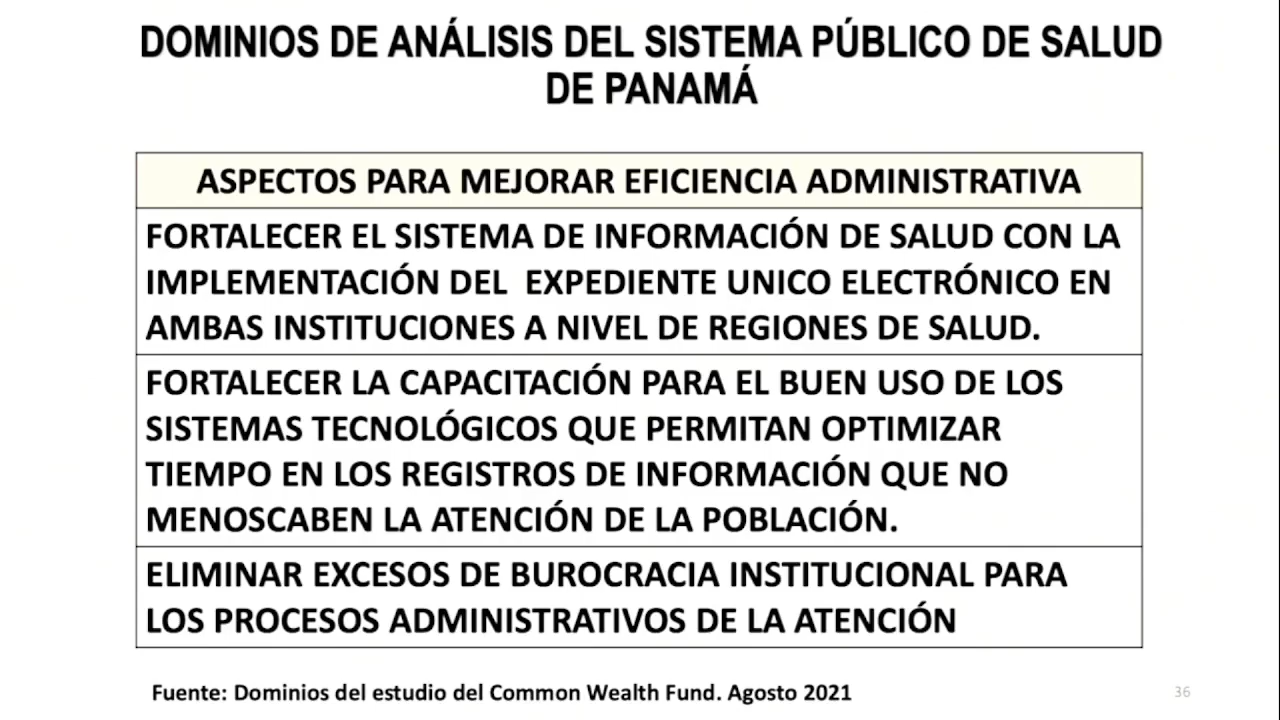 DOMINIOS DE ANÁLISIS DEL SISTEMA PÚBLICO DE SALUD
DE PANAMÁ
ASPECTOS PARA MEJORAR EFICIENCIA ADMINISTRATIVA
FORTALECER EL SISTEMA DE INFORMACIÓN DE SALUD CON LA
IMPLEMENTACIÓN DEL EXPEDIENTE UNICO ELECTRÓNICO EN
AMBAS INSTITUCIONES A NIVEL DE REGIONES DE SALUD.
FORTALECER LA CAPACITACIÓN PARA EL BUEN USO DE LOS
SISTEMAS TECNOLÓGICOS QUE PERMITAN OPTIMIZAR
TIEMPO EN LOS REGISTROS DE INFORMACIÓN QUE NO
MENOSCABEN LA ATENCIÓN DE LA POBLACIÓN.
ELIMINAR EXCESOS DE BUROCRACIA INSTITUCIONAL PARA
LOS PROCESOS ADMINISTRATIVOS DE LA ATENCIÓN
Fuente: Dominios del estudio del Common Wealth Fund. Agosto 2021
36